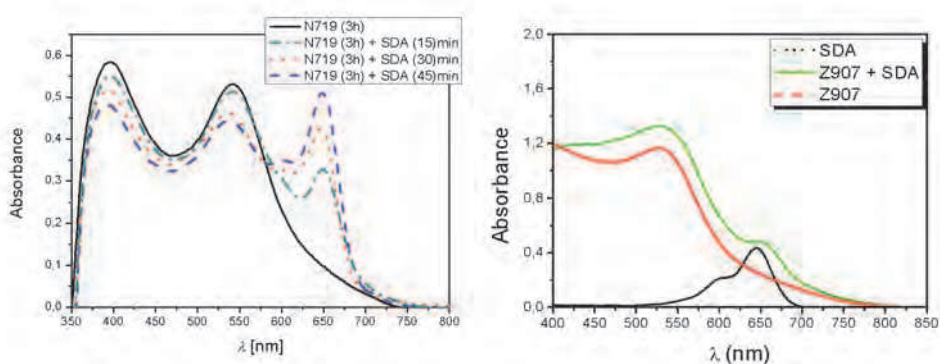 N719 (3h)
N719 (3h) + SDA (15)min
N719 (3h) + SDA (30)min
N719 (3h) + SDA (45)min
0.6
0.5
0.4
0.3
0.2
0.1
0.0
Absorbance
350 400 450 500 550 600 650 700 750 800
λ [nm]
SDA
Z907 + SDA
Z907
2,0
1,6
1,2
0,8
0,4
0,0
Absorbance
400 450 500 550 600 650 700 750 800 850
λ (nm)